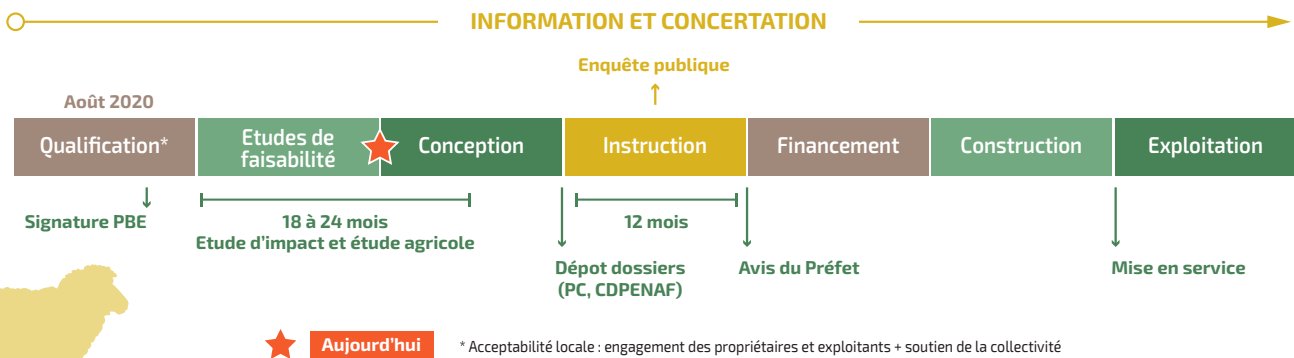 INFORMATION ET CONCERTATION
Enquête publique
Août 2020
Qualification*
Etudes de
faisabilité
Conception
Instruction
Financement
Construction
Exploitation
Signature PBE
18 à 24 mois
Etude d'impact et étude agricole
12 mois
Dépot dossiers
(PC, CDPENAF)
Avis du Préfet
Mise en service
Aujourd'hui
* Acceptabilité locale : engagement des propriétaires et exploitants + soutien de la collectivité